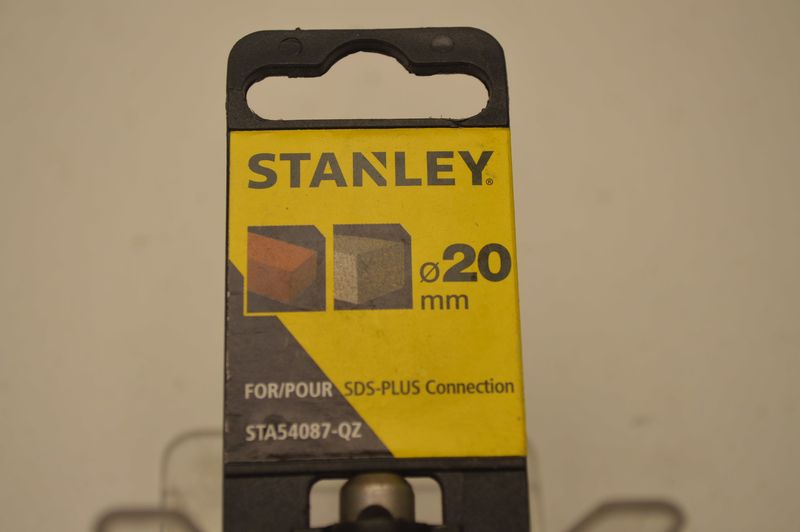 STANLEY®
ø20
mm
FOR/POUR SDS-PLUS Connection
STA54087-QZ